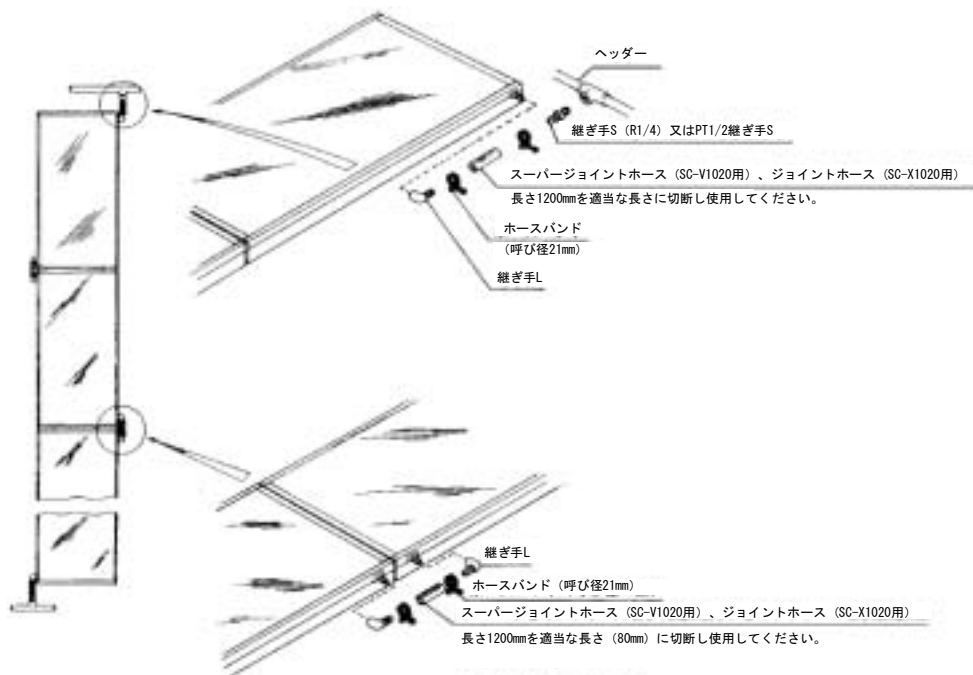 ヘッダー
継ぎ手S（R1/4）又はPT1/2継ぎ手S
スーパージョイントホース（SC-V1020用）、ジョイントホース（SC-X1020用）
長さ1200mmを適当な長さに切断し使用してください。
ホースバンド
（呼び径21mm）
継ぎ手L
継ぎ手L
ホースバンド（呼び径21mm）
スーパージョイントホース（SC-V1020用）、ジョイントホース（SC-X1020用）
長さ1200mmを適当な長さ（80mm）に切断し使用してください。